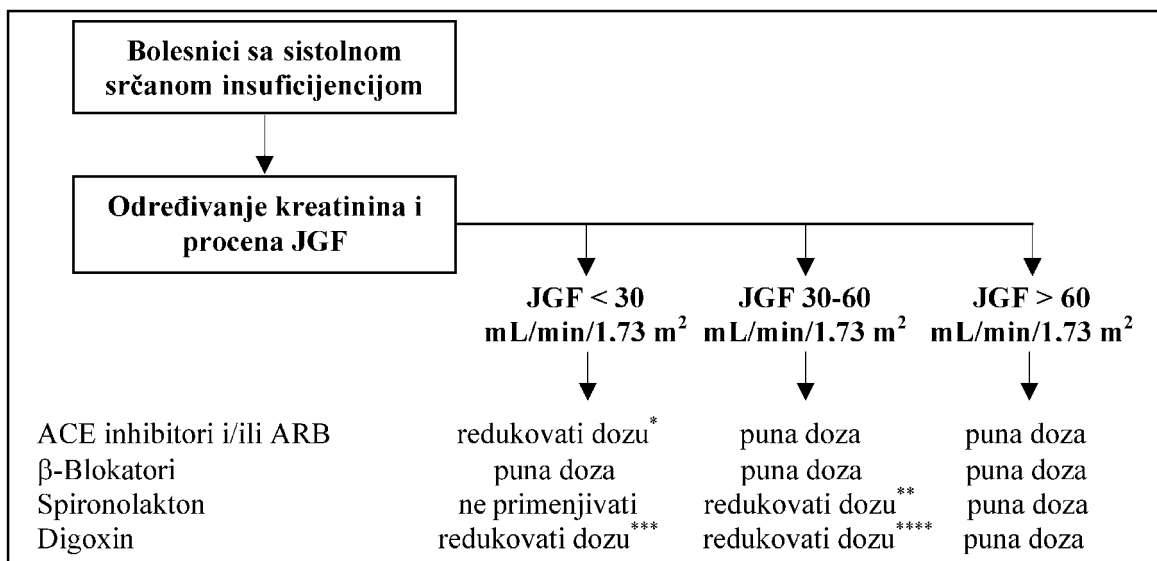 Bolesnici sa sistolnom
srčanom insuficijencijom
Određivanje kreatinina i
procena JGF
JGF < 30 JGF 30-60 JGF > 60
mL/min/1.73 m² mL/min/1.73 m² mL/min/1.73 m²
ACE inhibitori i/ili ARB redukovati dozu* puna doza puna doza
β-Blokatori puna doza puna doza puna doza
Spironolakton ne primenjivati redukovati dozu** puna doza
Digoxin redukovati dozu*** redukovati dozu**** puna doza